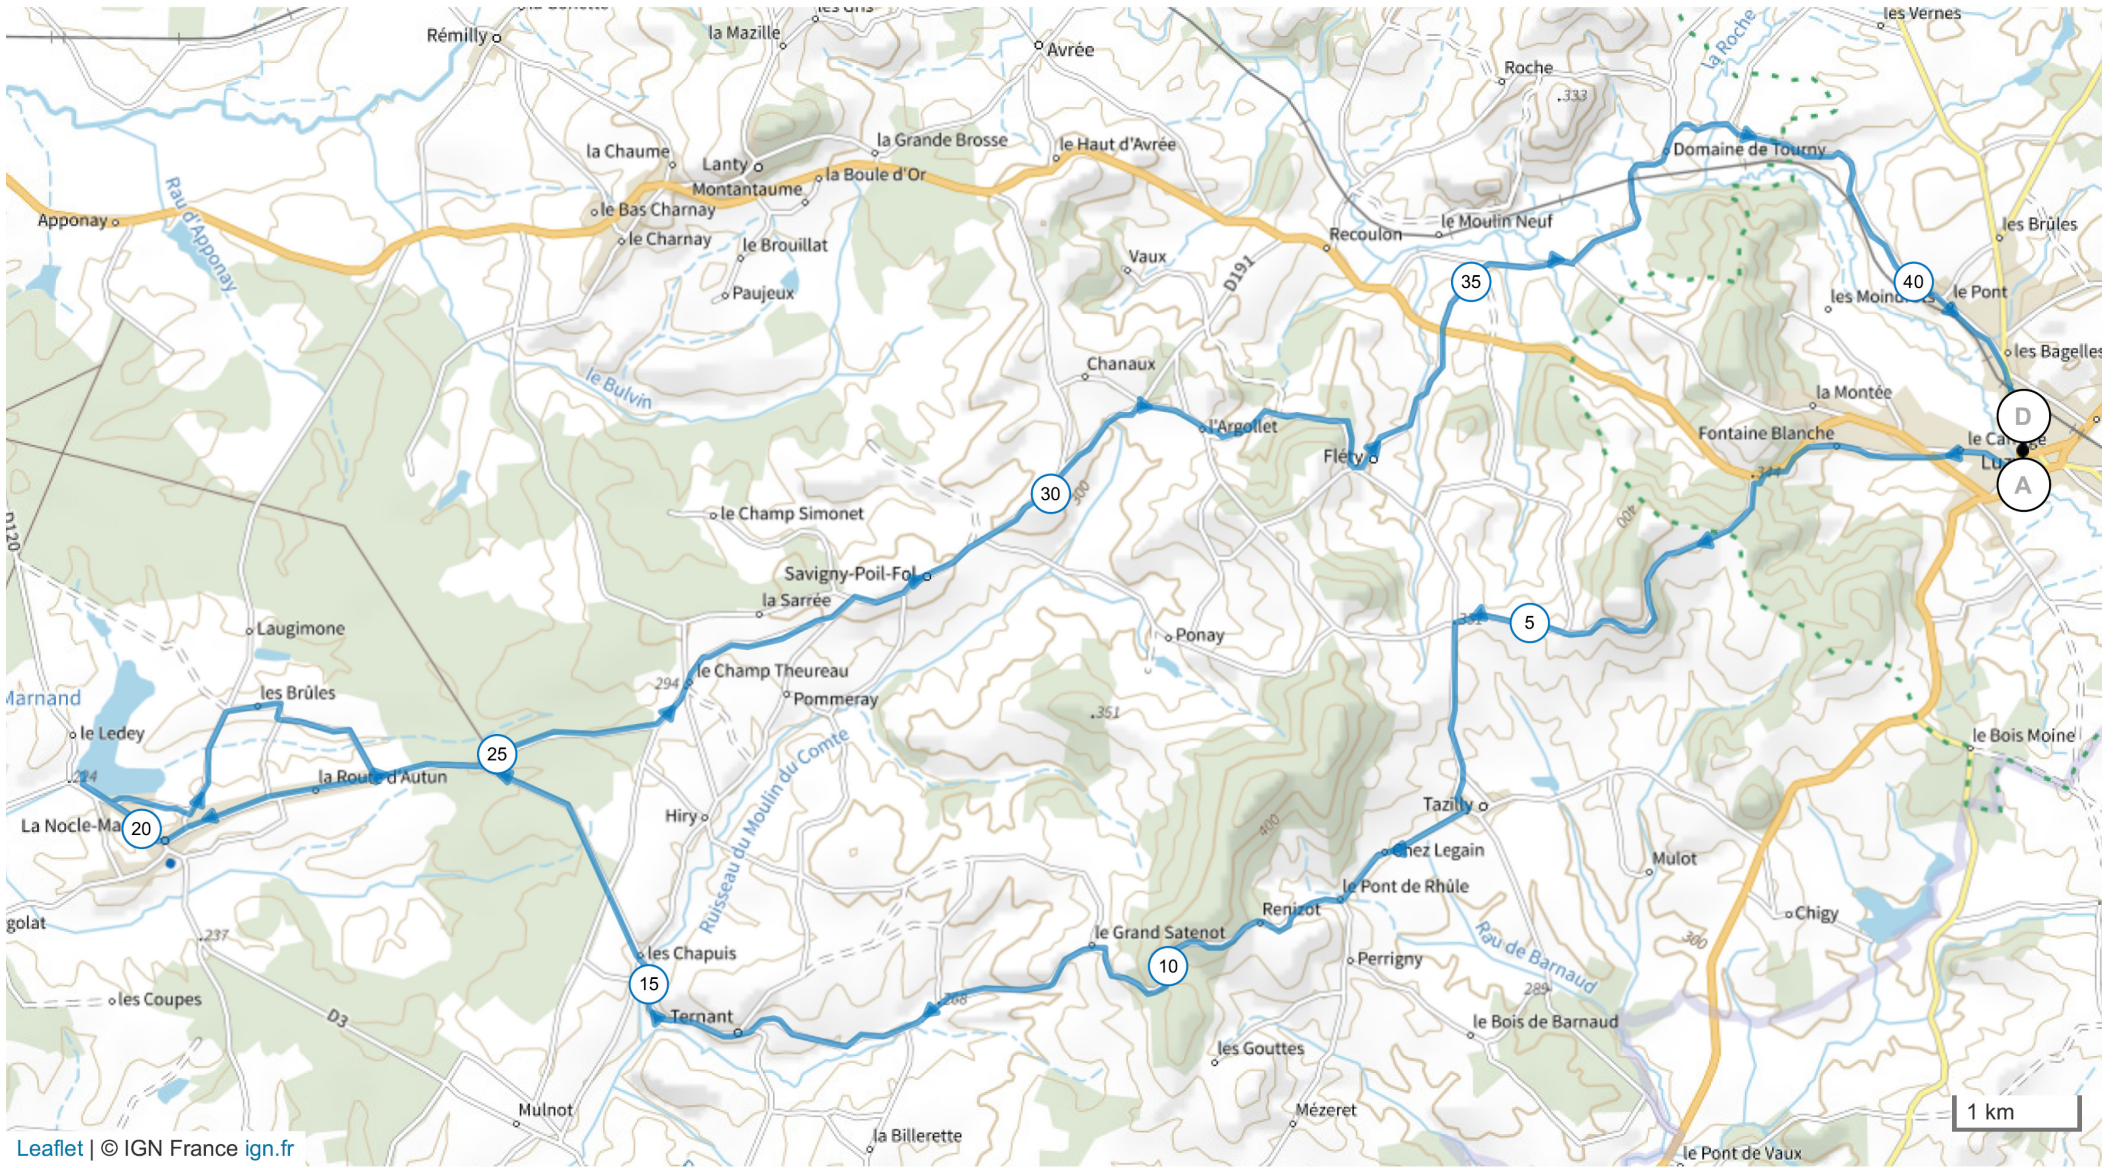 les Vernes
Rémilly
la Mazille
les Gris
Avrée
Roche
La Roche
.333
la Chaume
Lanty
la Grande Brosse
le Haut d'Avrée
Domaine de Tourny
Montantaume
la Boule d'Or
Apponay
Rau d'Apponay
le Bas Charnay
le Charnay
le Brouillat
Paujeux
Vaux
D191
Recoulon
le Moulin Neuf
les Brûles
35
40
le Pont
les Bagelles
le Bulvin
Chanaux
la Montée
D
l'Argollet
Fléty
Fontaine Blanche
344
A
30
300
400
le Champ Simonet
D120
Savigny-Poil-Fol
la Sarrée
Ponay
331
5
Laugimone
Marnand
les Brûles
294
le Champ Theureau
Pommeray
.351
le Ledey
.224
25
la Route d'Autun
le Bois Moine
20
Hiry
Ruisseau du Moulin du Comte
400
Tazilly
Chez Legain
Mulot
le Pont de Rhûle
Renizot
Chigy
golat
.237
les Chapuis
le Grand Satenot
10
Perrigny
Rau de Barnaud
300
289
15
les Coupes
D3
Ternant
.268
le Bois de Barnaud
les Gouttes
Mulnot
la Billerette
Mézeret
le Pont de Vaux
1 km
Leaflet | © IGN France ign.fr